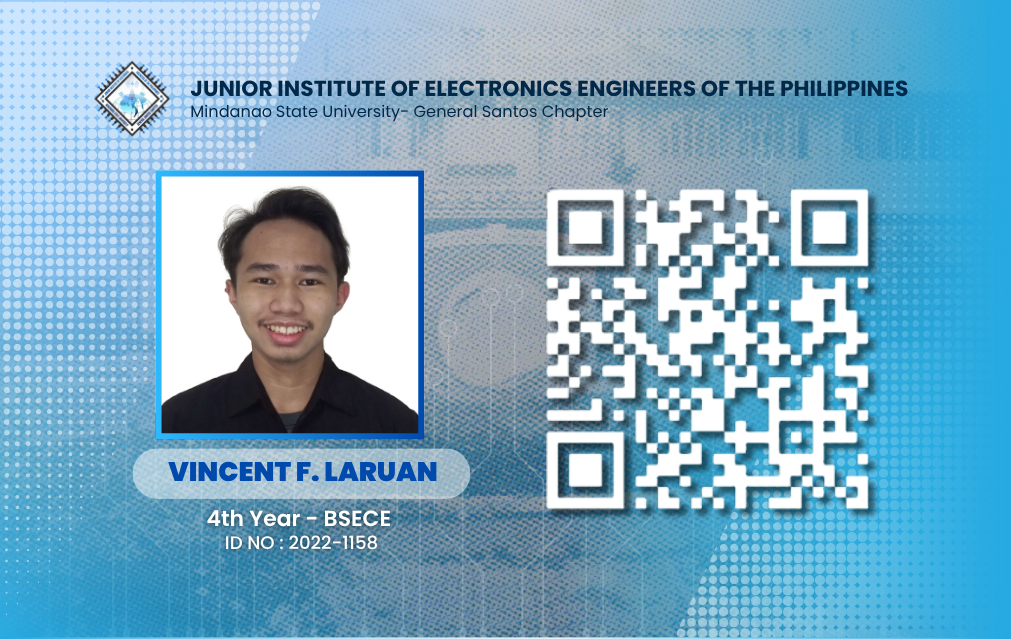 JUNIOR INSTITUTE OF ELECTRONICS ENGINEERS OF THE PHILIPPINES
Mindanao State University- General Santos Chapter
VINCENT F. LARUAN
4th Year - BSECE
ID NO : 2022-1158